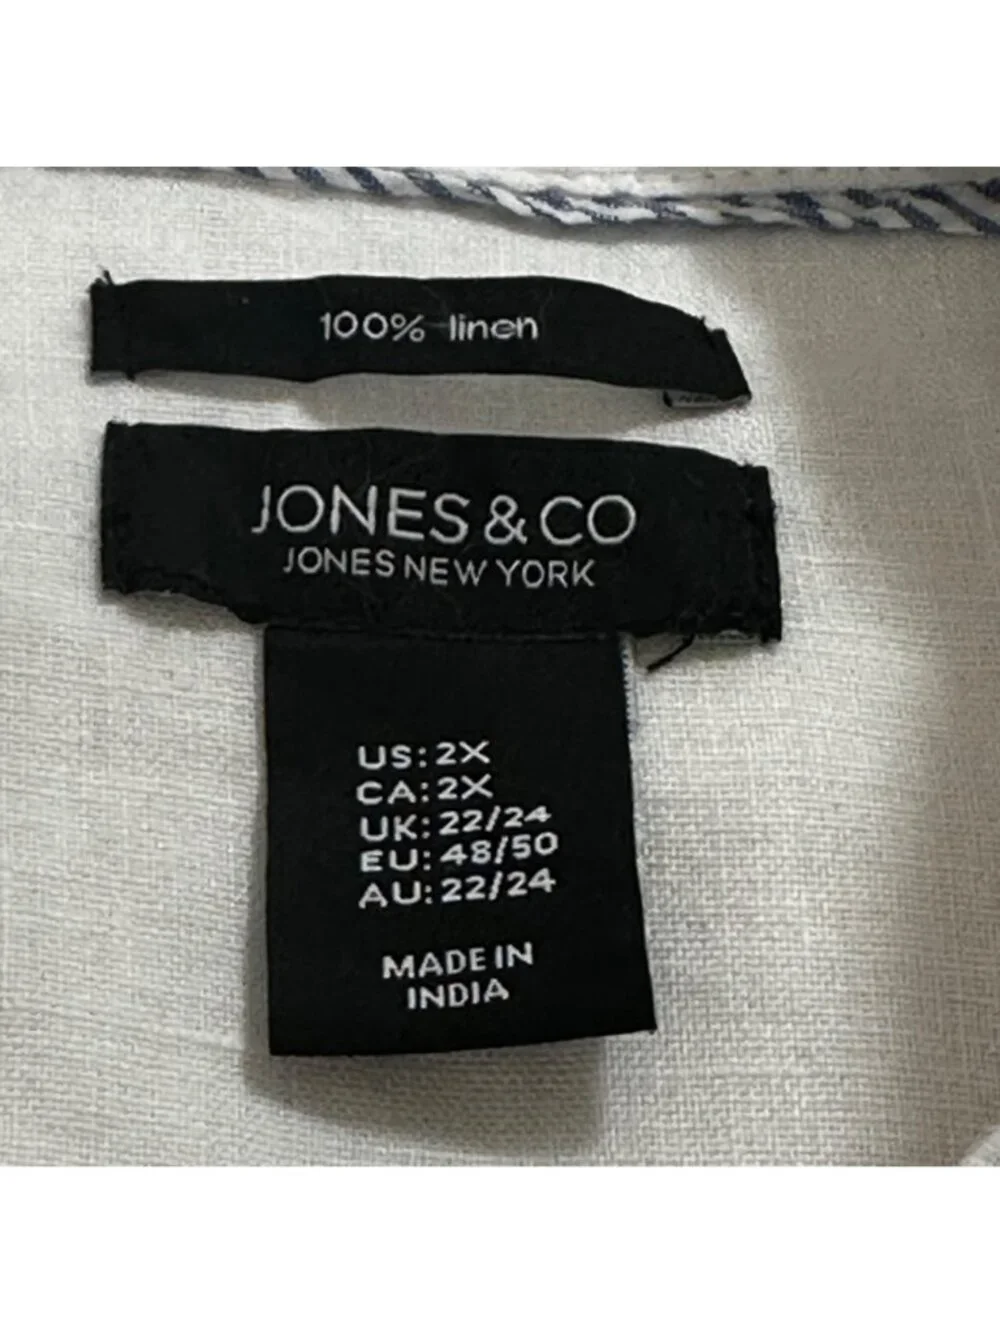 100% linen
JONES & CO
JONES NEW YORK
US: 2X
CA: 2X
UK: 22/24
EU: 48/50
AU: 22/24
MADE IN
INDIA